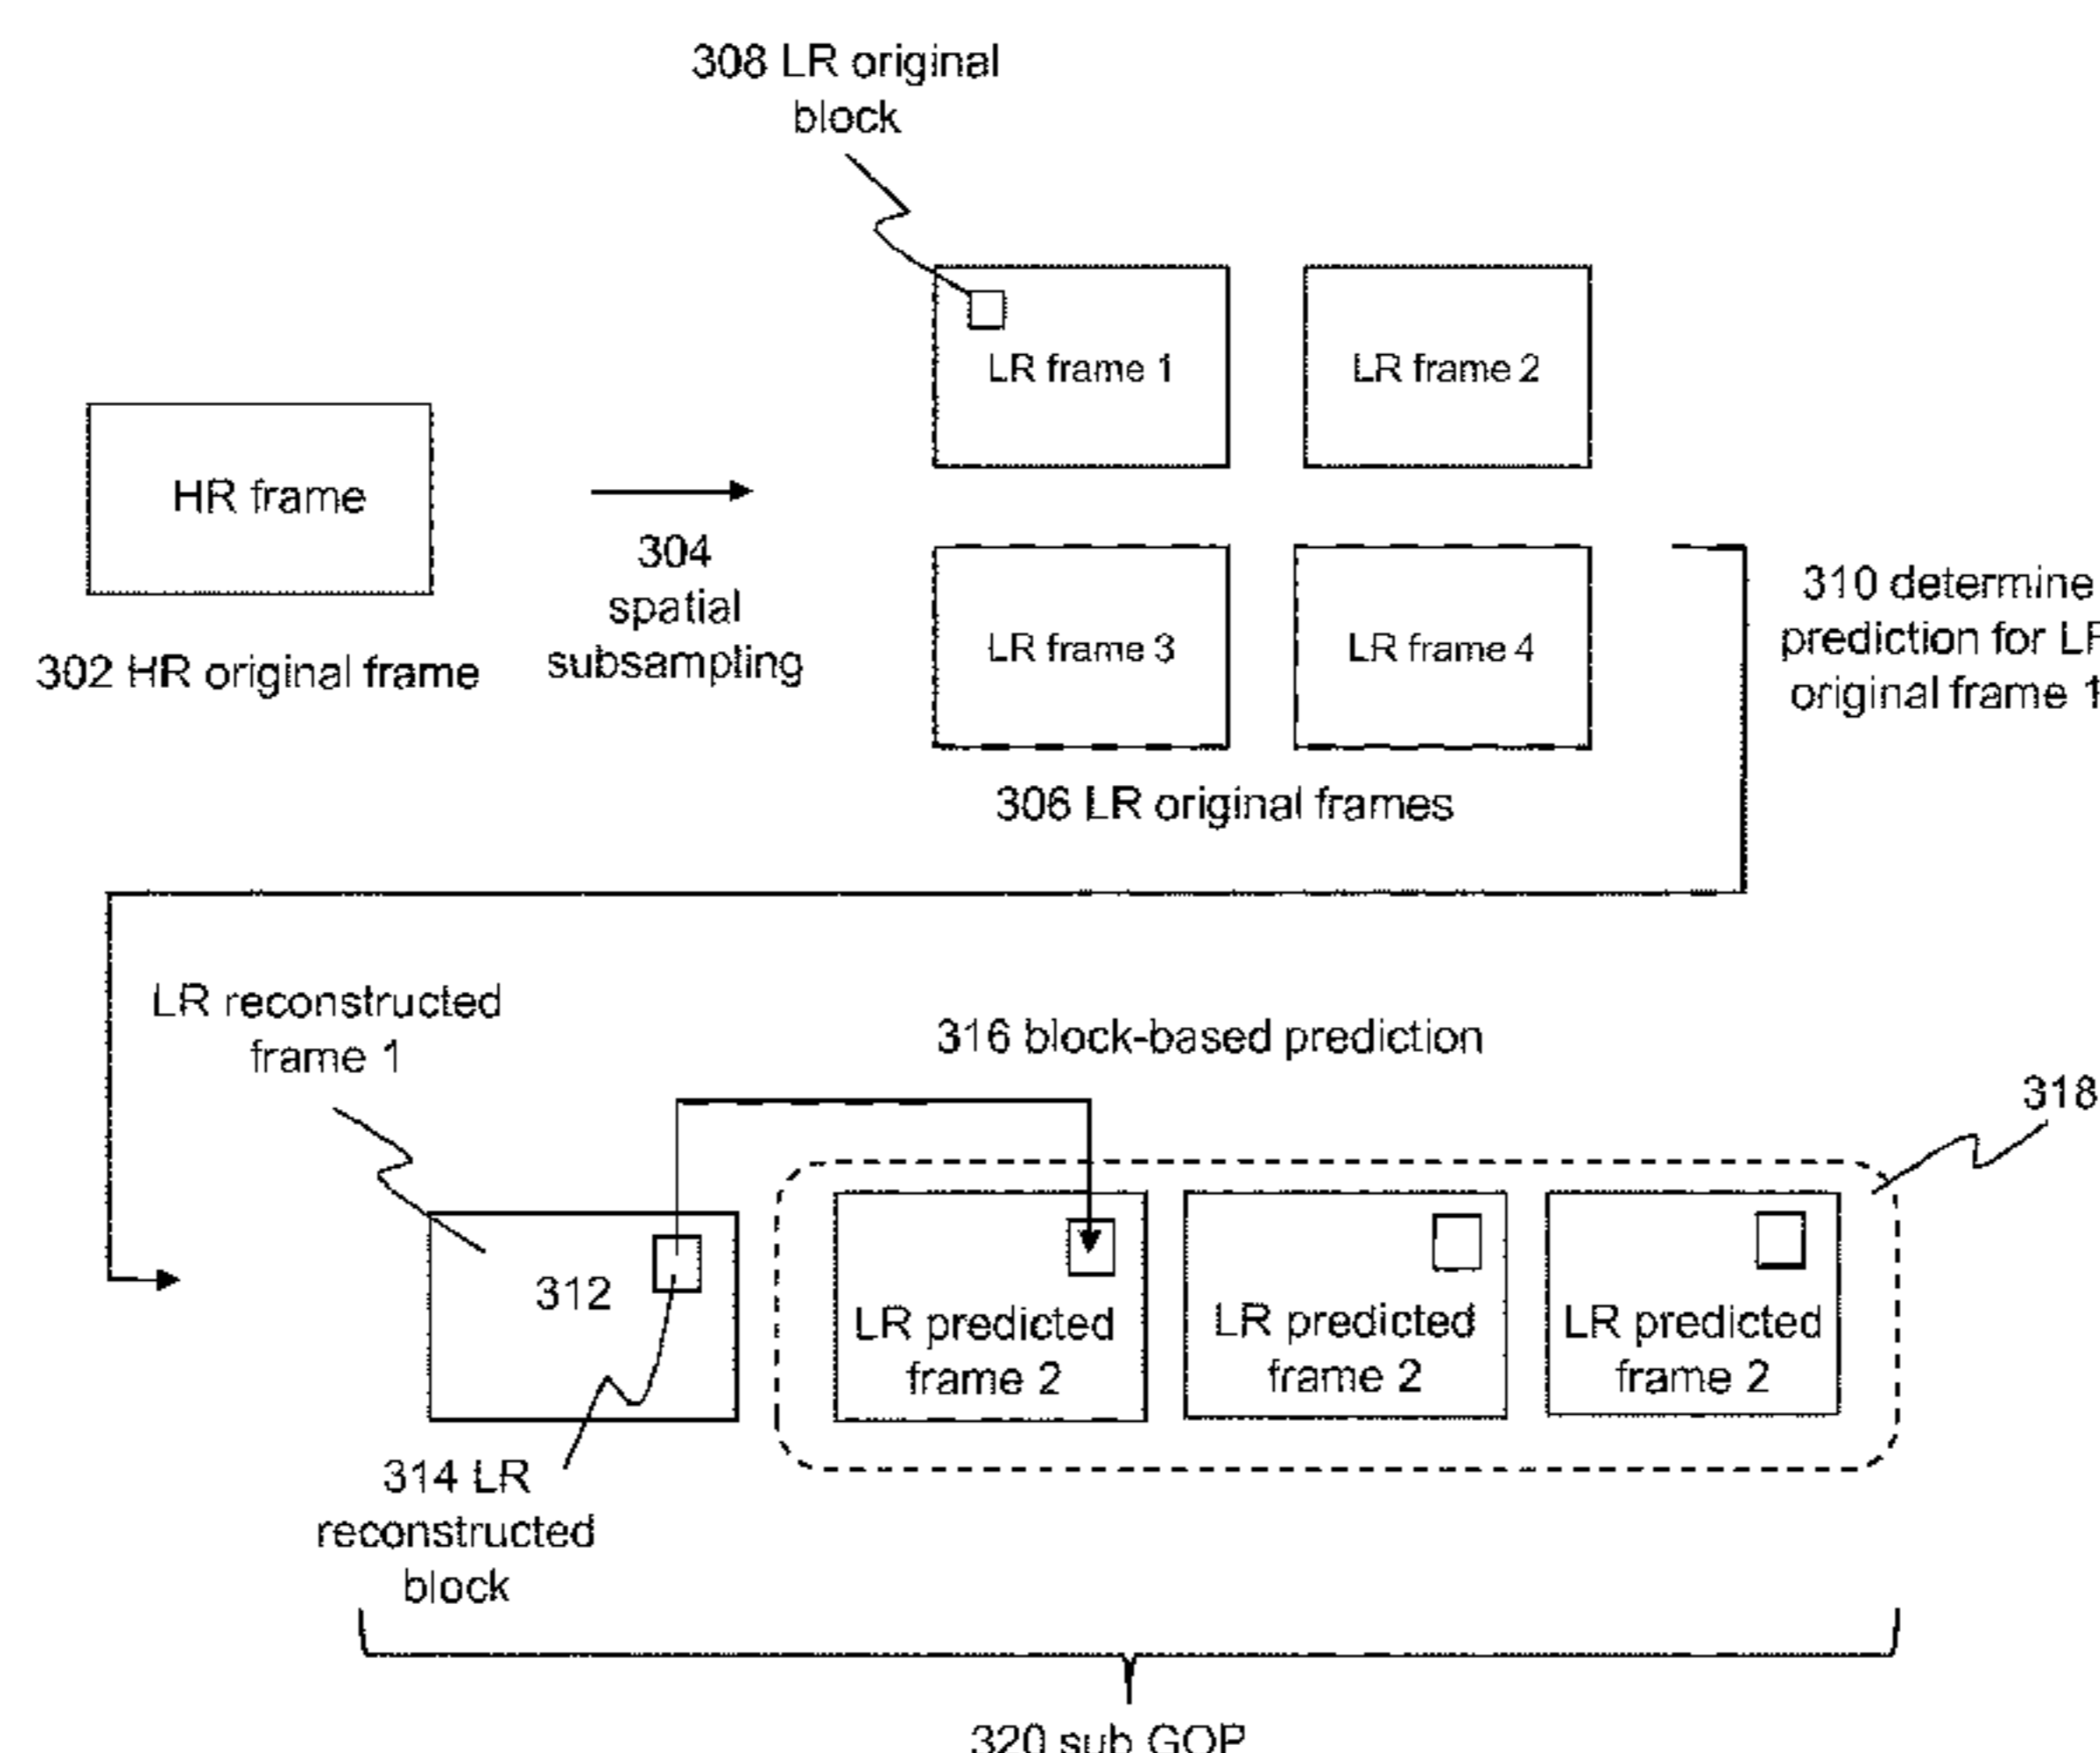 308 LR original
block
LR frame 1
LR frame 2
HR frame
304
spatial
subsampling
302 HR original frame
LR frame 3
LR frame 4
310 determine
prediction for LR
original frame 1
306 LR original frames
LR reconstructed
frame 1
316 block-based prediction
318
312
LR predicted
frame 2
LR predicted
frame 2
LR predicted
frame 2
314 LR
reconstructed
block
320 sub GOP